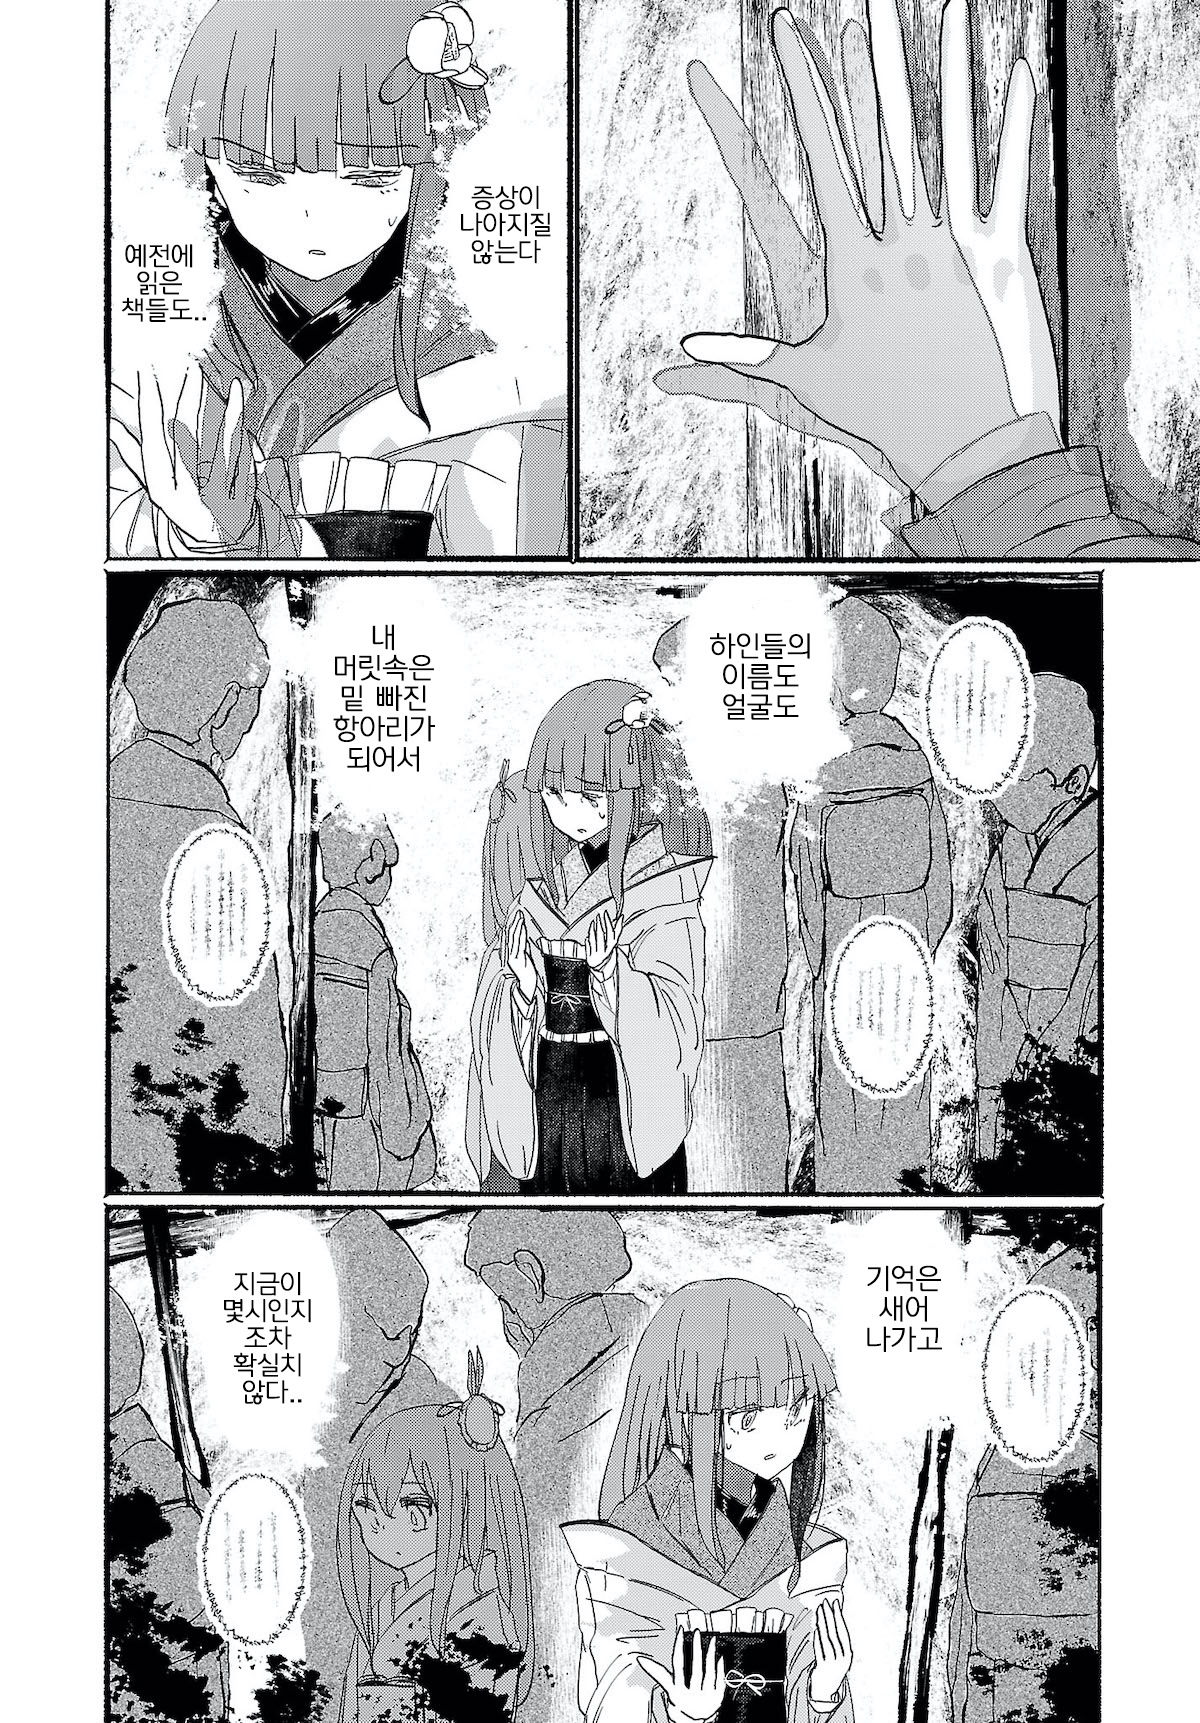 증상이
나아지질
않는다
예전에
읽은
책들도..
하인들의
이름도
얼굴도
내
머릿속은
밑 빠진
항아리가
되어서
기억은
새어
나가고
지금이
몇시인지
조차
확실치
않다..